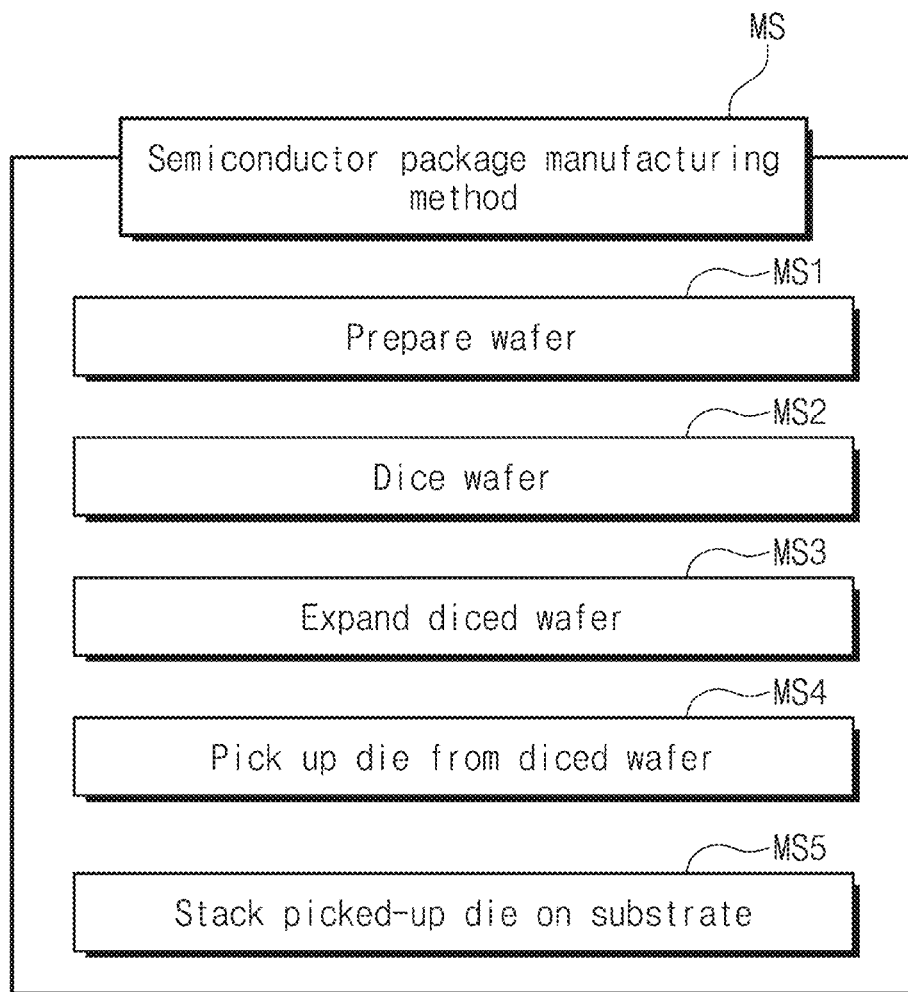 MS
Semiconductor package manufacturing
method
MS1
Prepare wafer
MS2
Dice wafer
MS3
Expand diced wafer
MS4
Pick up die from diced wafer
MS5
Stack picked-up die on substrate